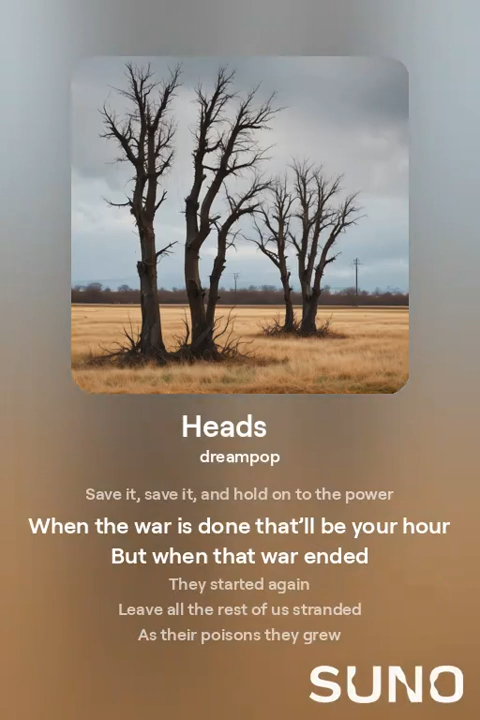 Heads
dreampop
Save it, save it, and hold on to the power
When the war is done that'll be your hour
But when that war ended
They started again
Leave all the rest of us stranded
As their poisons they grew
SUNO